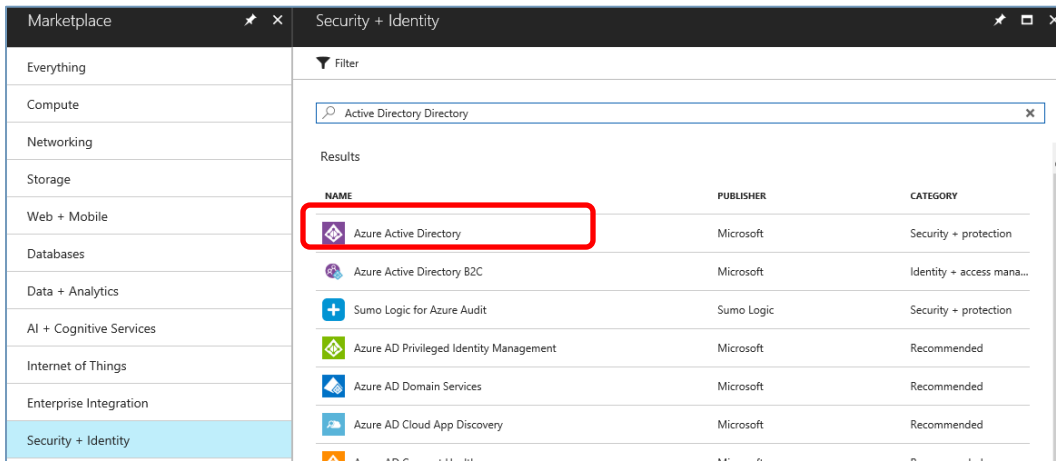 Marketplace
Security + Identity
Everything
Compute
Networking
Storage
Web + Mobile
Databases
Data + Analytics
AI + Cognitive Services
Internet of Things
Enterprise Integration
Security + Identity
Filter
Active Directory Directory
Results
NAME PUBLISHER CATEGORY
Azure Active Directory Microsoft Security + protection
Azure Active Directory B2C Microsoft Identity + access mana...
Sumo Logic for Azure Audit Sumo Logic Security + protection
Azure AD Privileged Identity Management Microsoft Recommended
Azure AD Domain Services Microsoft Recommended
Azure AD Cloud App Discovery Microsoft Recommended